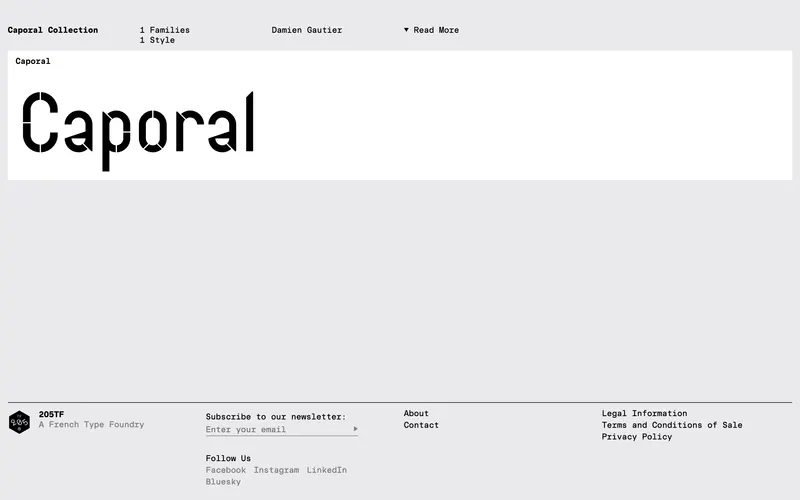 Caporal Collection
1 Families
1 Style
Damien Gautier
▼ Read More
Caporal
Caporal
205
205TF
A French Type Foundry
Subscribe to our newsletter:
Enter your email
Follow Us
Facebook Instagram LinkedIn
Bluesky
About
Contact
Legal Information
Terms and Conditions of Sale
Privacy Policy